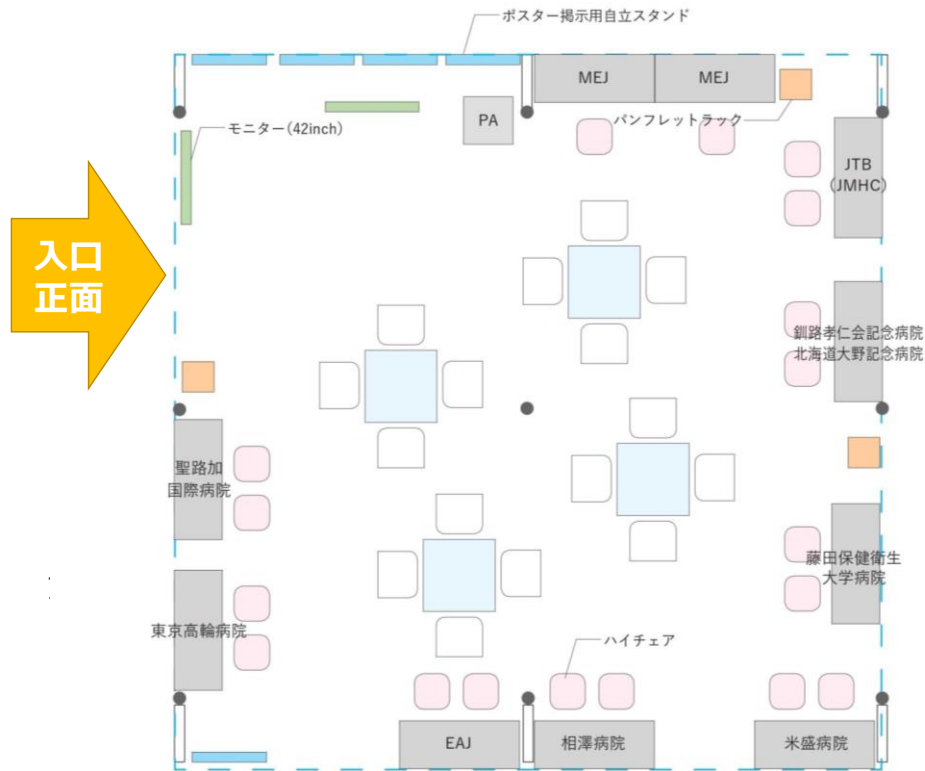 ポスター掲示用自立スタンド
MEJ
MEJ
PA
パンフレットラック
モニター(42inch)
JTB
(JMHC)
入口
正面
釧路孝仁会記念病院
北海道大野記念病院
聖路加
国際病院
藤田保健衛生
大学病院
東京高輪病院
ハイチェア
EAJ
相澤病院
米盛病院